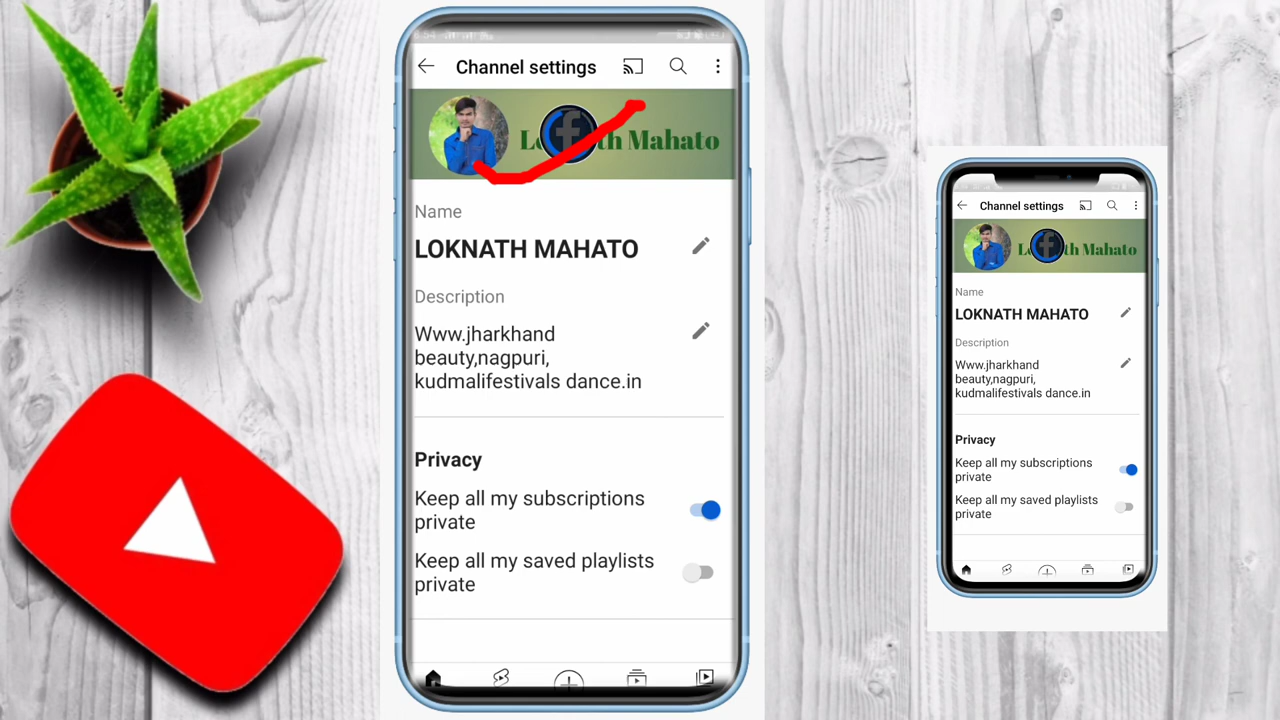 Channel settings
Mahato
Name
LOKNATH MAHATO
Description
Www.jharkhand
beauty,nagpuri,
kudmalifestivals dance.in
Privacy
Keep all my subscriptions
private
Keep all my saved playlists
private
Channel settings
Mahato
Name
LOKNATH MAHATO
Description
Www.jharkhand
beauty,nagpuri,
kudmalifestivals dance.in
Privacy
Keep all my subscriptions
private
Keep all my saved playlists
private